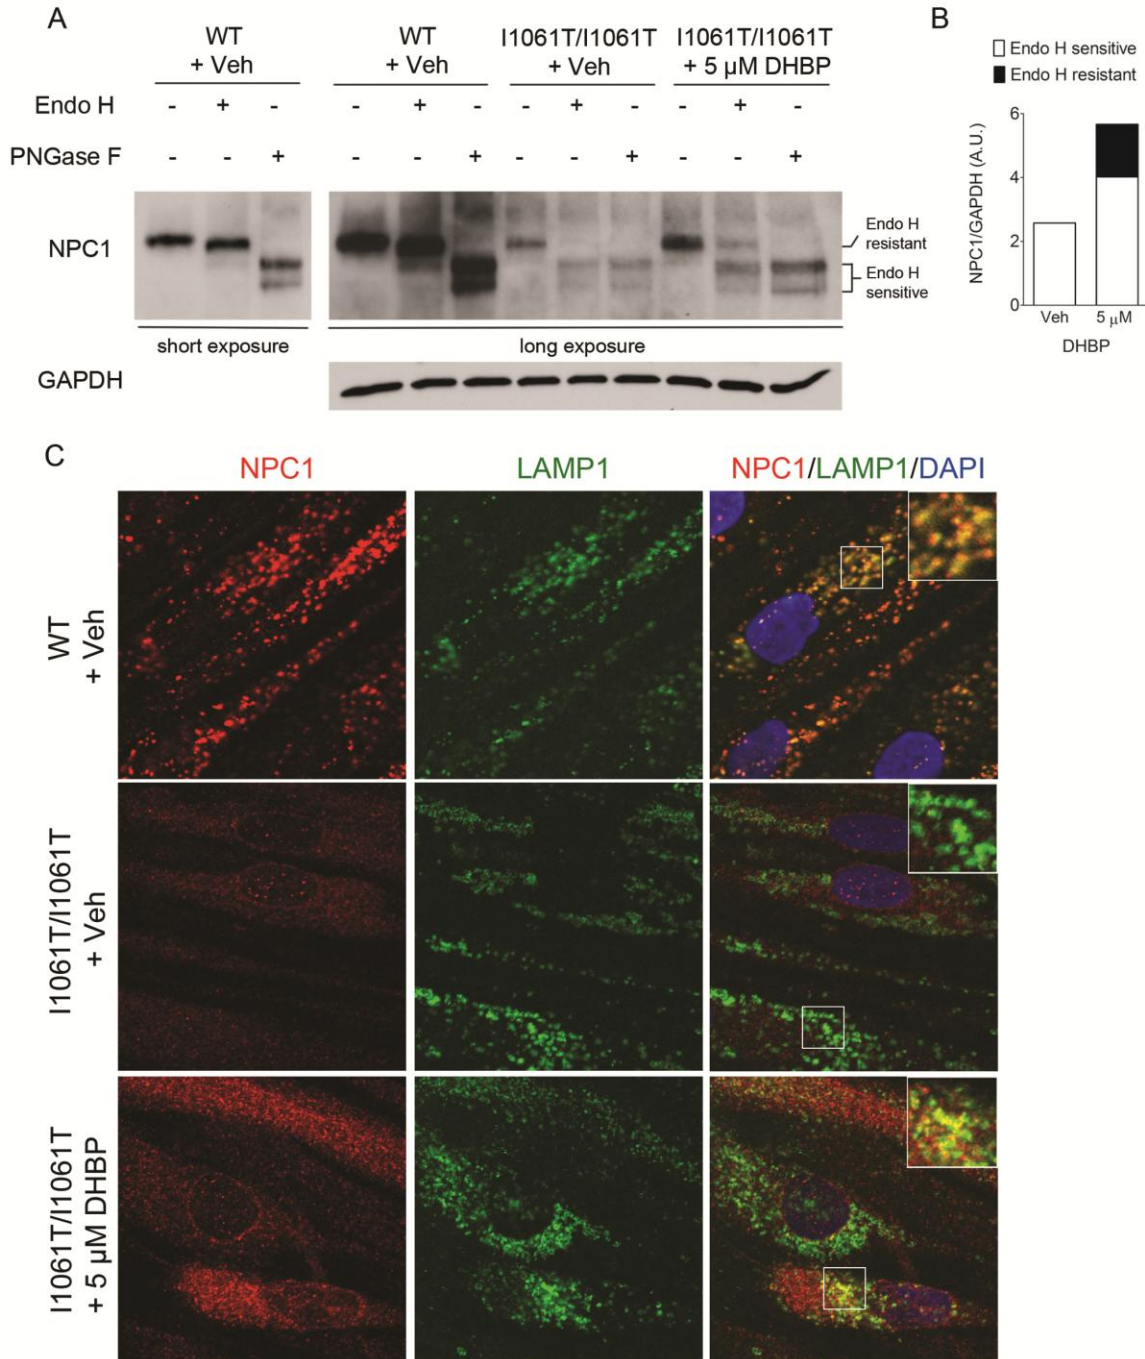 A
WT
+ Veh
WT
+ Veh
I1061T/I1061T
+ Veh
I1061T/I1061T
+ 5 µM DHBP
Endo H
- + - - + - - + - - + -
PNGase F
- - + - - + - - + - - +
NPC1
Endo H
resistant
Endo H
sensitive
short exposure
long exposure
GAPDH
B
Endo H sensitive
Endo H resistant
NPC1/GAPDH (A.U.)
6
4
2
0
Veh
5 µM
DHBP
C
NPC1
LAMP1
NPC1/LAMP1/DAPI
WT
+ Veh
I1061T/I1061T
+ Veh
I1061T/I1061T
+ 5 µM DHBP